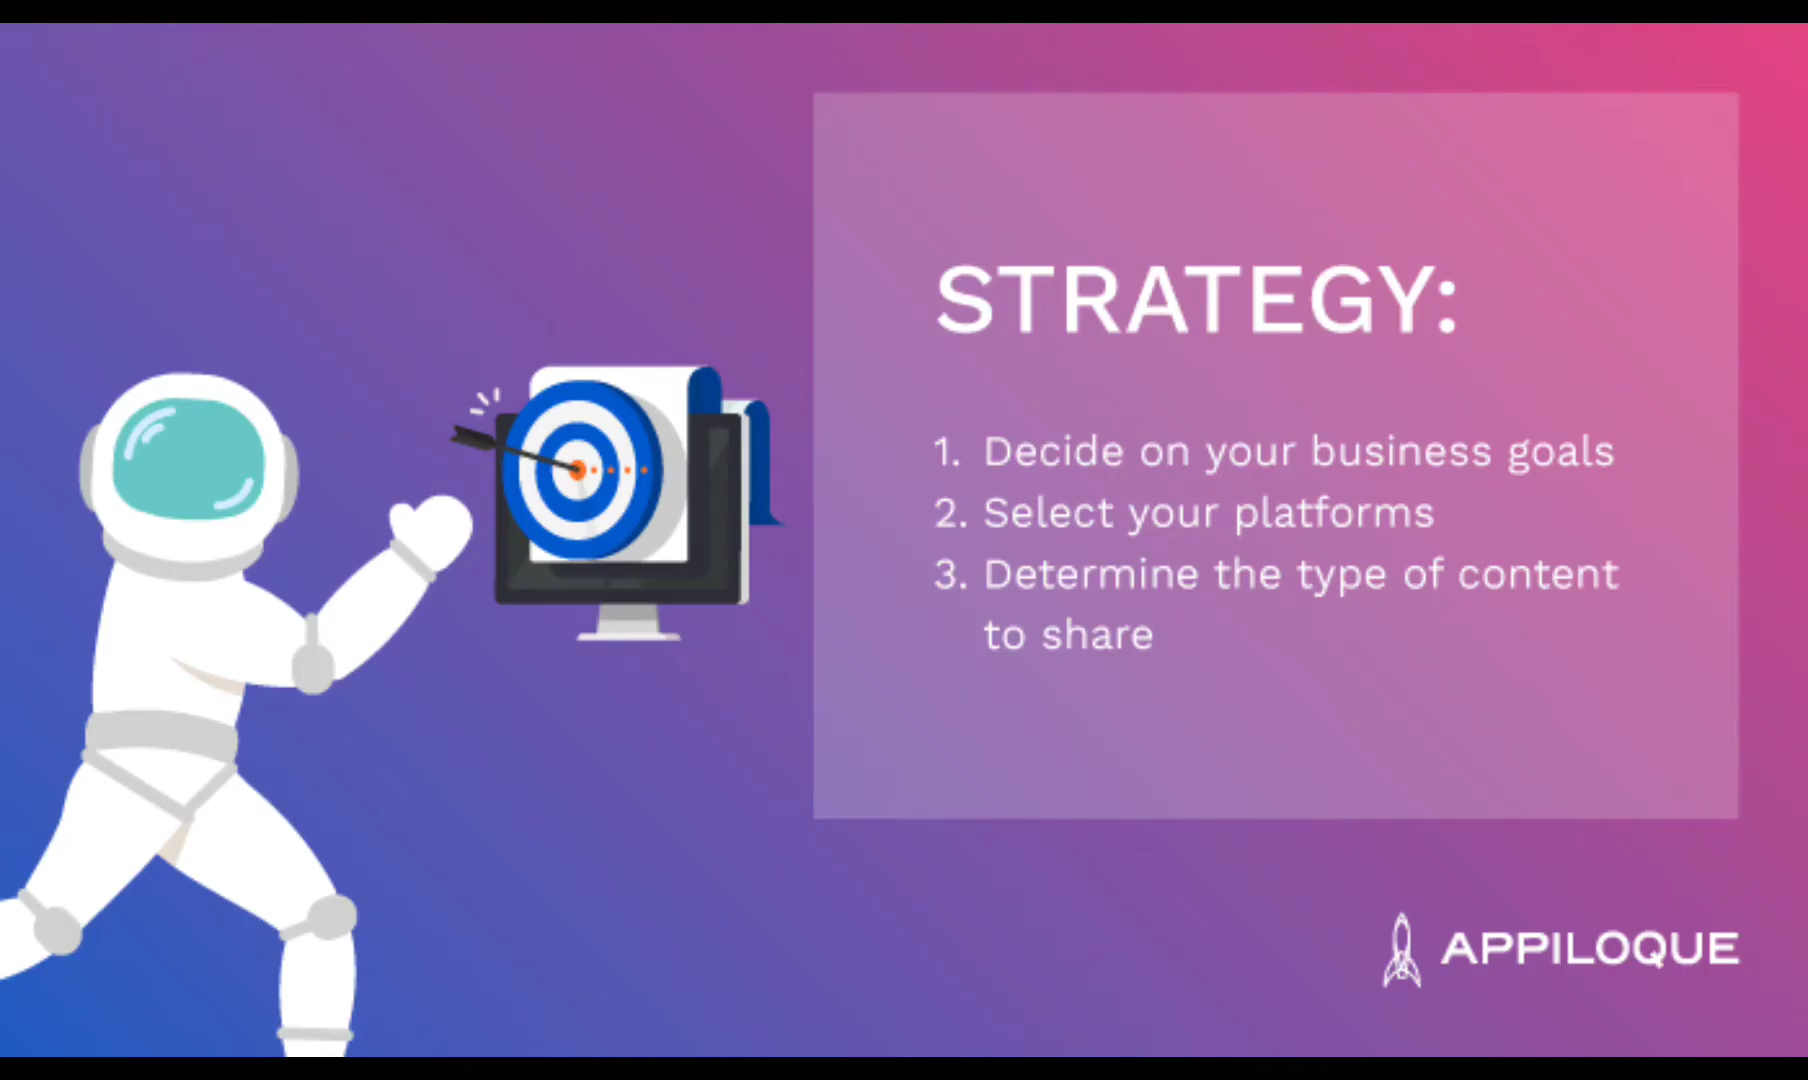 STRATEGY:
1. Decide on your business goals
2. Select your platforms
3. Determine the type of content
to share
APPILOQUE